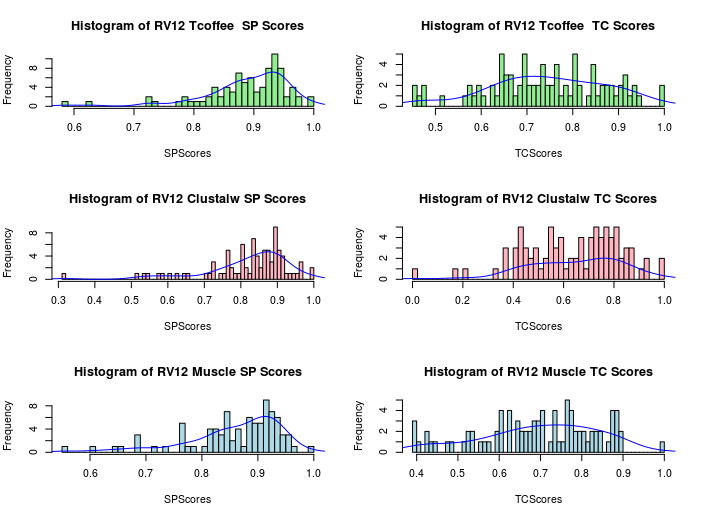 Histogram of RV12 Tcoffee  SP Scores
Frequency
0 4 8
0.6 0.7 0.8 0.9 1.0
SPScores
Histogram of RV12 Tcoffee  TC Scores
Frequency
0 2 4
0.5 0.6 0.7 0.8 0.9 1.0
TCScores
Histogram of RV12 Clustalw SP Scores
Frequency
0 4 8
0.3 0.4 0.5 0.6 0.7 0.8 0.9 1.0
SPScores
Histogram of RV12 Clustalw TC Scores
Frequency
0 2 4
0.0 0.2 0.4 0.6 0.8 1.0
TCScores
Histogram of RV12 Muscle SP Scores
Frequency
0 4 8
0.6 0.7 0.8 0.9 1.0
SPScores
Histogram of RV12 Muscle TC Scores
Frequency
0 2 4
0.4 0.5 0.6 0.7 0.8 0.9 1.0
TCScores